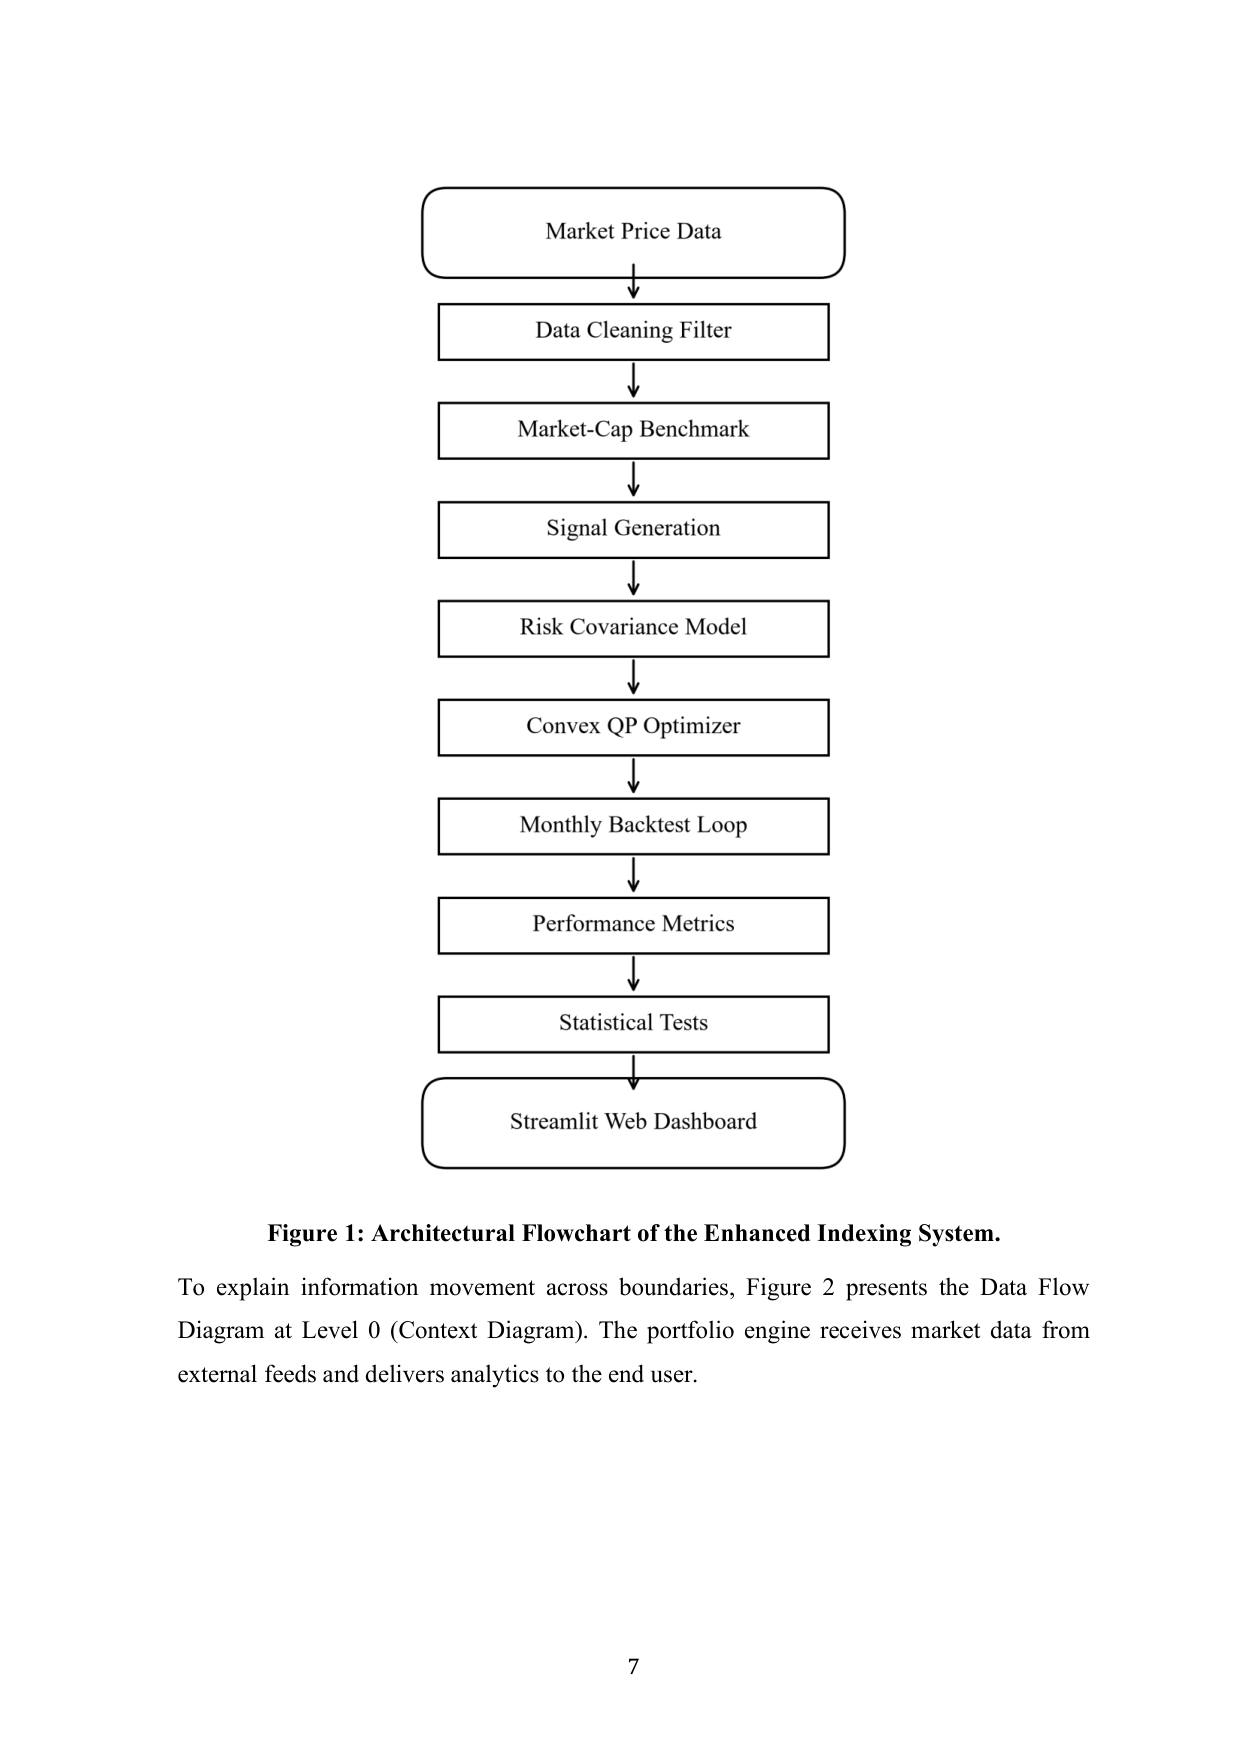 Market Price Data
Data Cleaning Filter
Market-Cap Benchmark
Signal Generation
Risk Covariance Model
Convex QP Optimizer
Monthly Backtest Loop
Performance Metrics
Statistical Tests
Streamlit Web Dashboard
Figure 1: Architectural Flowchart of the Enhanced Indexing System.
To explain information movement across boundaries, Figure 2 presents the Data Flow
Diagram at Level 0 (Context Diagram). The portfolio engine receives market data from
external feeds and delivers analytics to the end user.
7